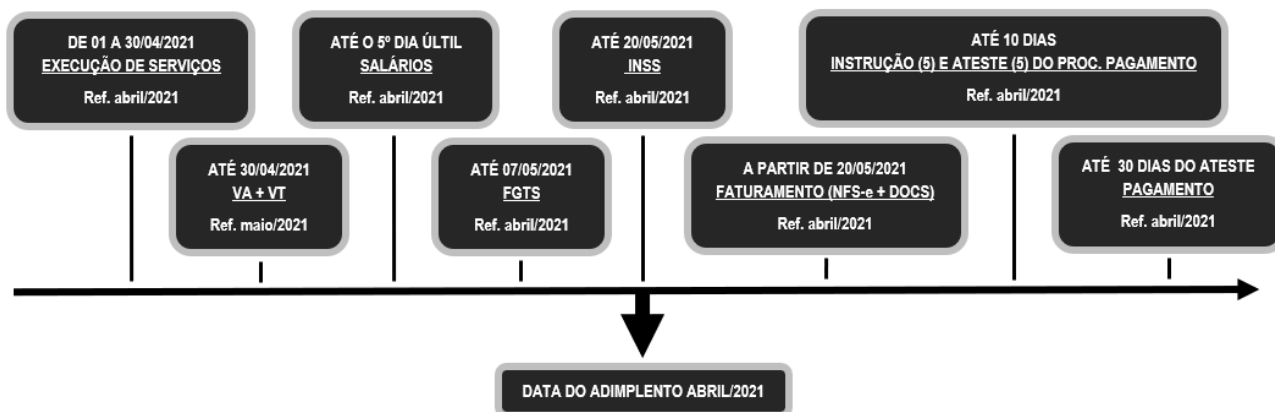 DE 01 A 30/04/2021
EXECUÇÃO DE SERVIÇOS
Ref. abril/2021
ATÉ O 5º DIA ÚLTIL
SALÁRIOS
Ref. abril/2021
ATÉ 20/05/2021
INSS
Ref. abril/2021
ATÉ 10 DIAS
INSTRUÇÃO (5) E ATESTE (5) DO PROC. PAGAMENTO
Ref. abril/2021
ATÉ 30/04/2021
VA + VT
Ref. maio/2021
ATÉ 07/05/2021
FGTS
Ref. abril/2021
A PARTIR DE 20/05/2021
FATURAMENTO (NFS-e + DOCS)
Ref. abril/2021
ATÉ 30 DIAS DO ATESTE
PAGAMENTO
Ref. abril/2021
DATA DO ADIMPLENTO ABRIL/2021